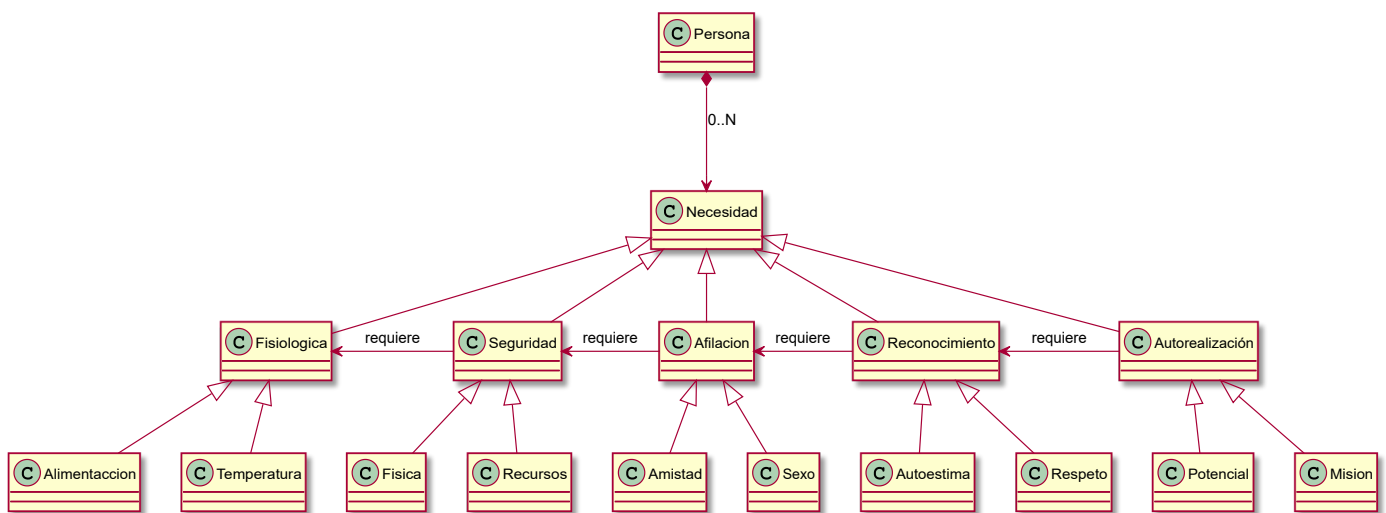 C Persona
0..N
C Necesidad
C Fisiologica
requiere
C Seguridad
requiere
C Afilacion
requiere
C Reconocimiento
requiere
C Autorealización
C Alimentaccion
C Temperatura
C Fisica
C Recursos
C Amistad
C Sexo
C Autoestima
C Respeto
C Potencial
C Mision